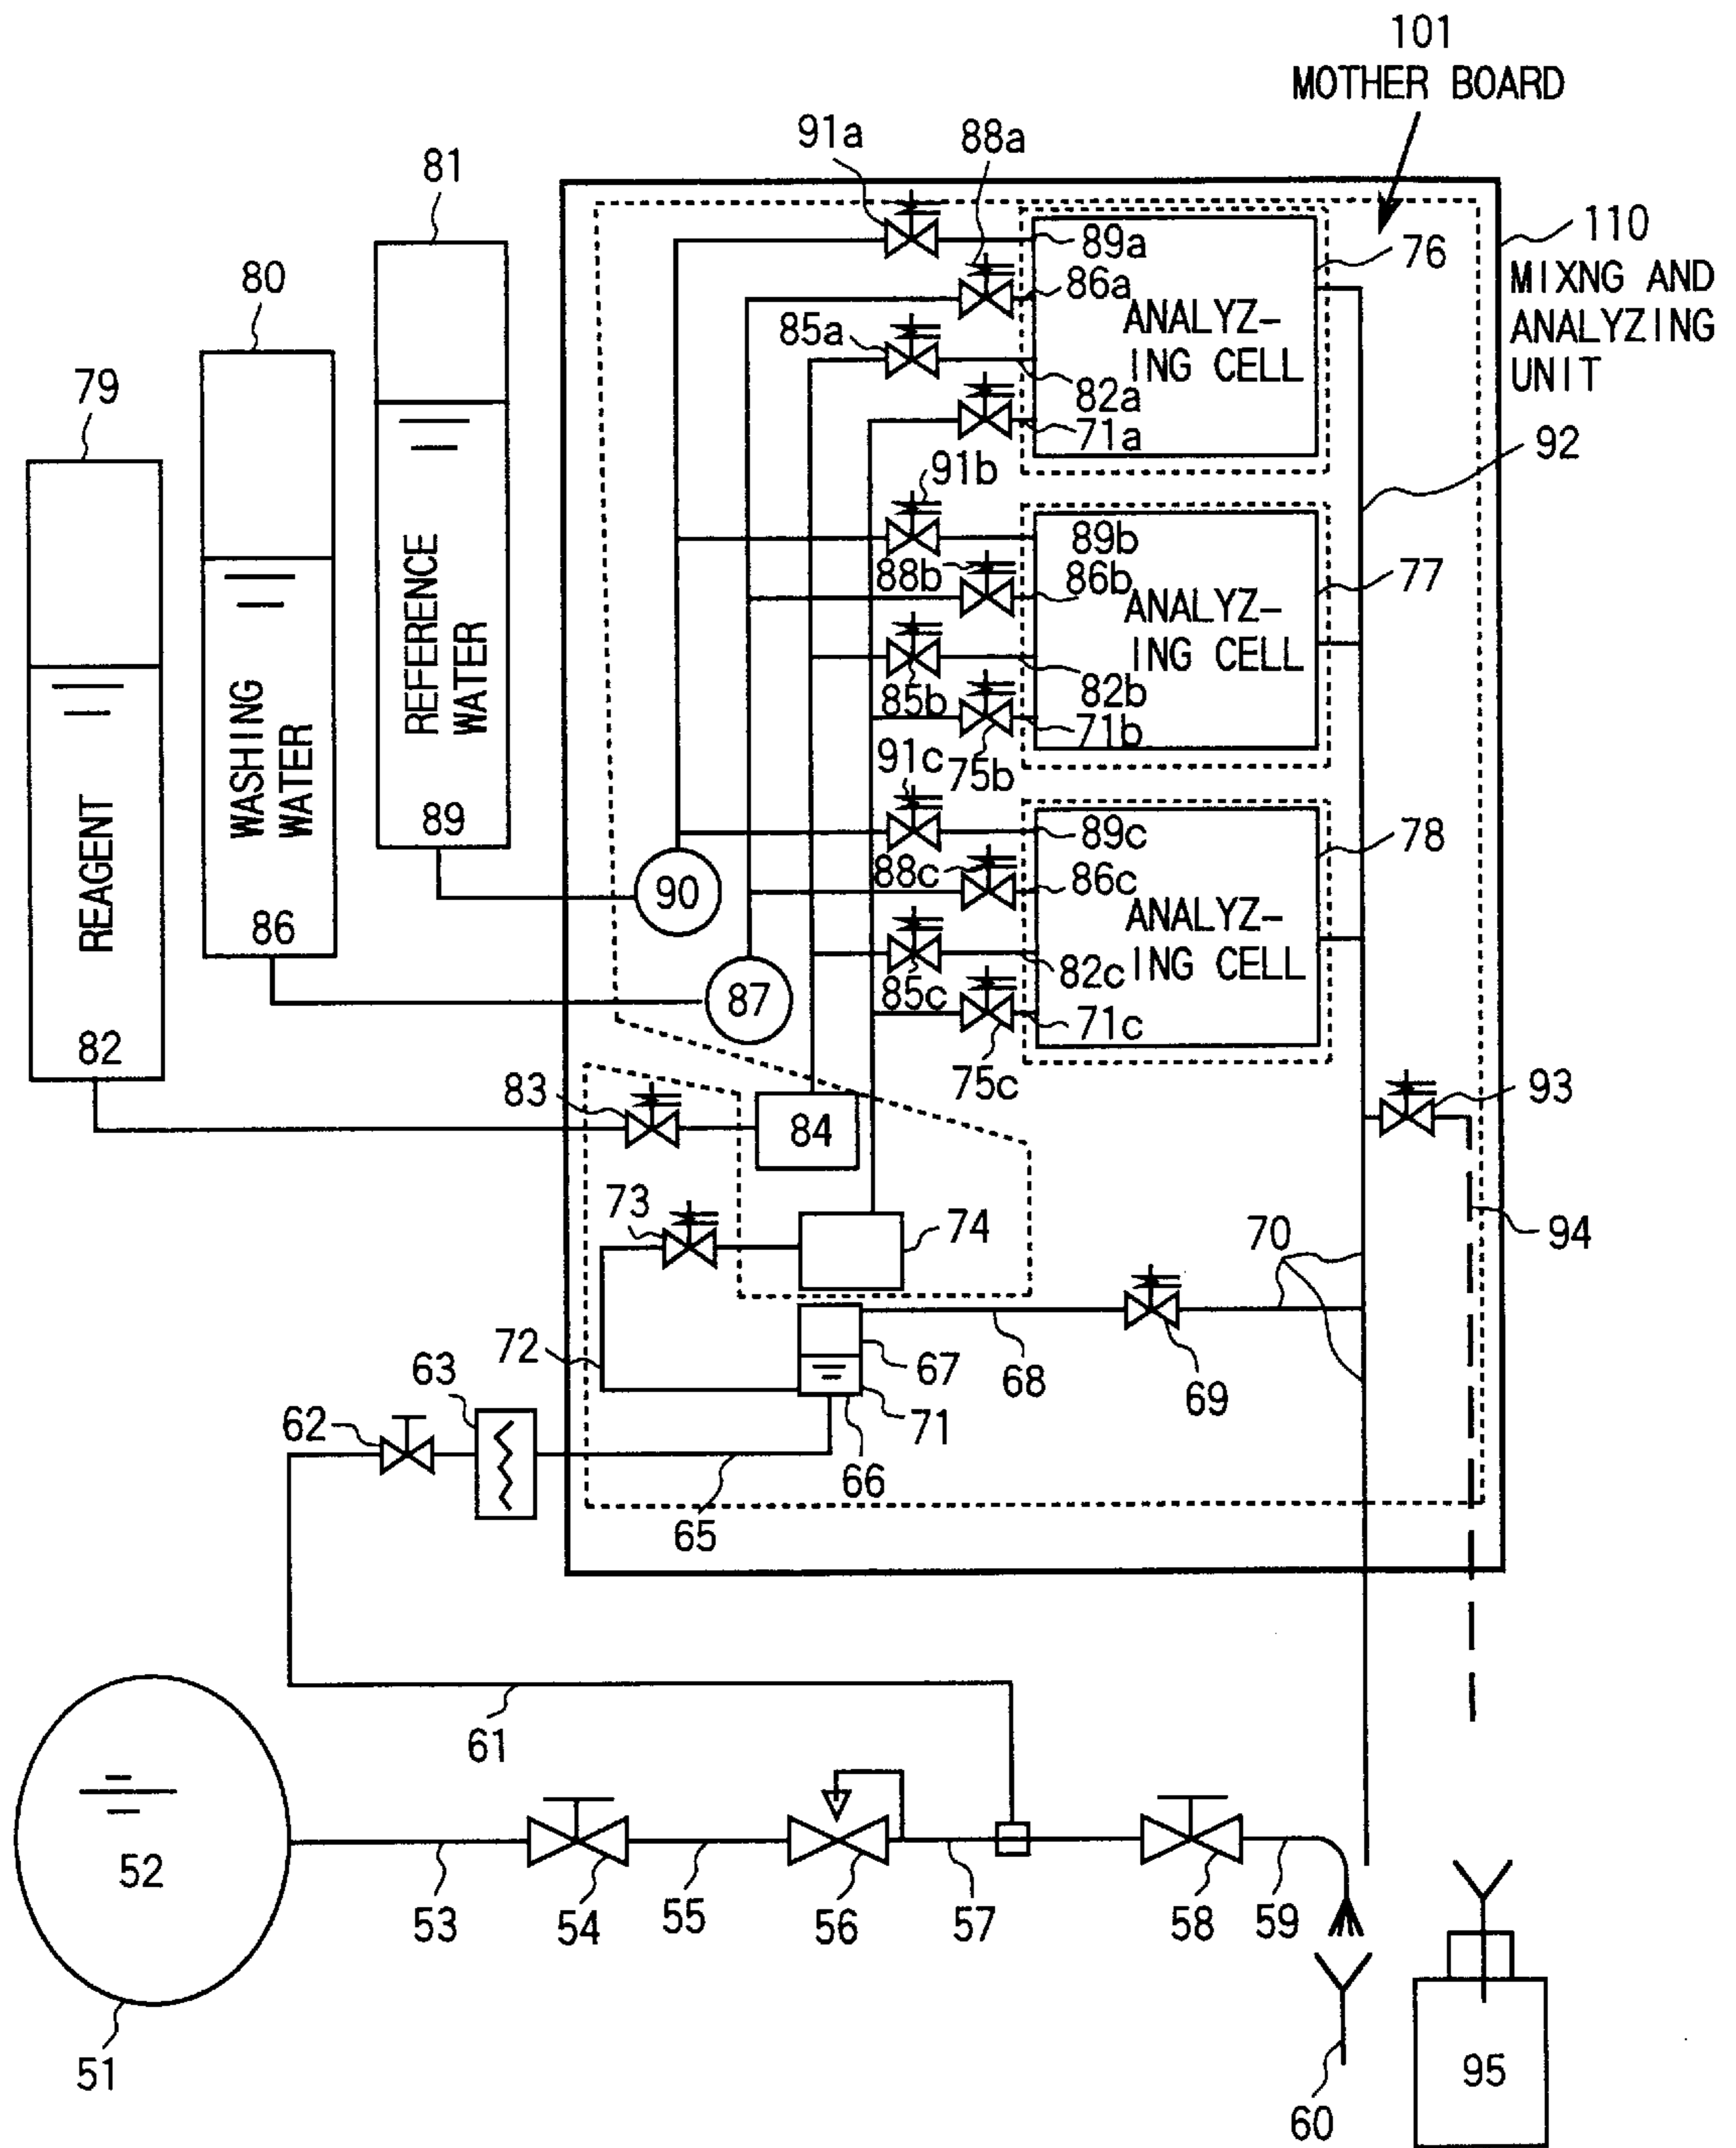 101
MOTHER BOARD
91a
88a
81
110
MIXNG AND
ANALYZING
UNIT
89a
76
80
86a
ANALYZ-
ING CELL
85a
79
82a
71a
92
91b
REFERENCE
WATER
89b
88b
86b
77
ANALYZ-
ING CELL
WASHING
WATER
82b
85b
71b
91c
75b
REAGENT
89
89c
78
88c
86c
90
86
ANALYZ-
ING CELL
82c
85c
87
71c
82
75c
83
93
84
73
74
70
94
72
67
68
63
69
71
62
66
65
61
52
53
54
55
56
57
58
59
51
95
60